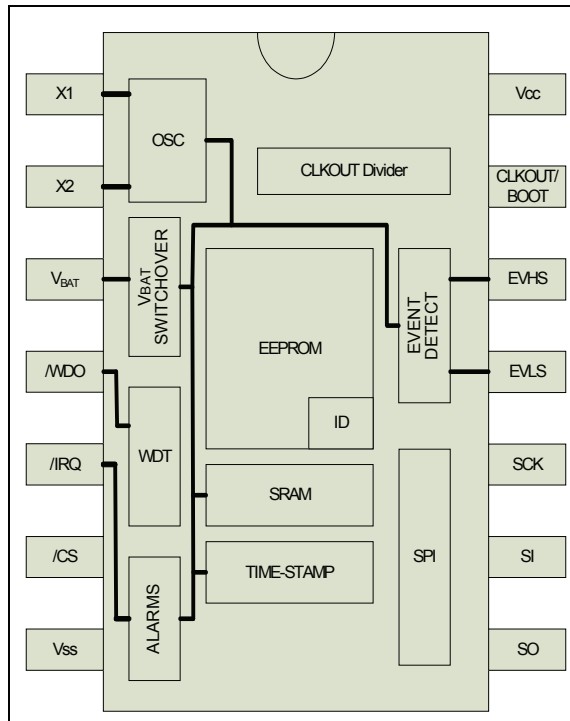 X1
X2
VBAT
/WDO
/IRQ
/CS
Vss
OSC
VBAT
SWITCHOVER
WDT
ALARMS
CLKOUT Divider
EEPROM
ID
SRAM
TIME-STAMP
EVENT
DETECT
SPI
Vcc
CLKOUT/
BOOT
EVHS
EVLS
SCK
SI
SO